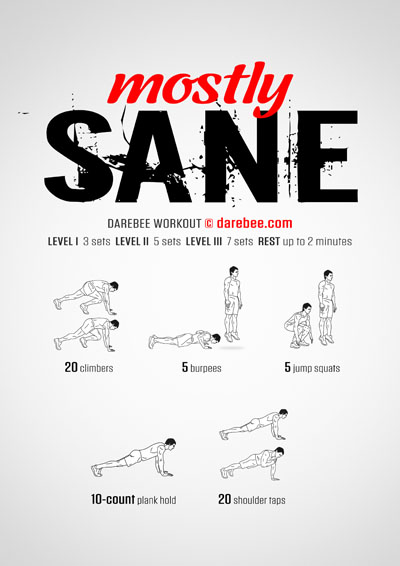 mostly
SANE
DAREBEE WORKOUT © darebee.com
LEVEL I 3 sets LEVEL II 5 sets LEVEL III 7 sets REST up to 2 minutes
20 climbers
5 burpees
5 jump squats
10-count plank hold
20 shoulder taps